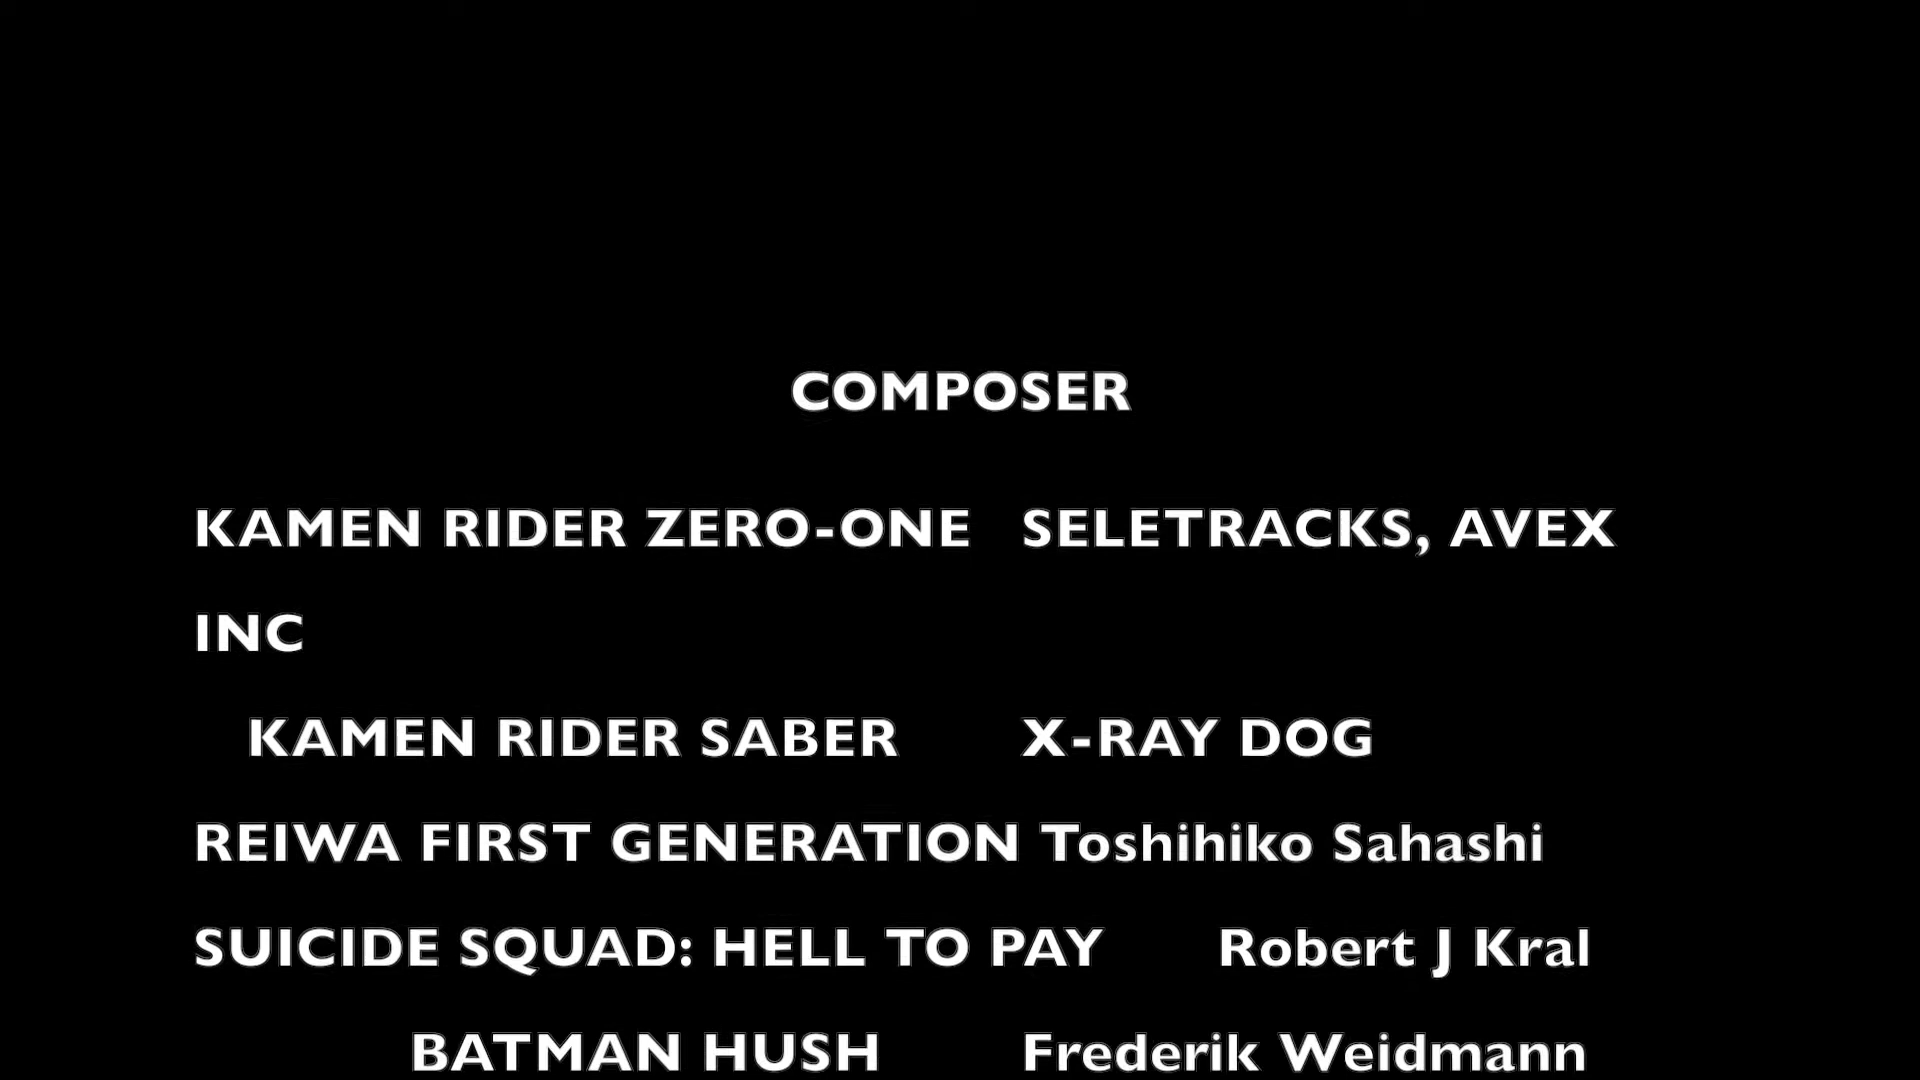 COMPOSER
KAMEN RIDER ZERO-ONE SELETRACKS, AVEX
INC
KAMEN RIDER SABER X-RAY DOG
REIWA FIRST GENERATION Toshihiko Sahashi
SUICIDE SQUAD: HELL TO PAY Robert J Kral
BATMAN HUSH Frederik Weidmann